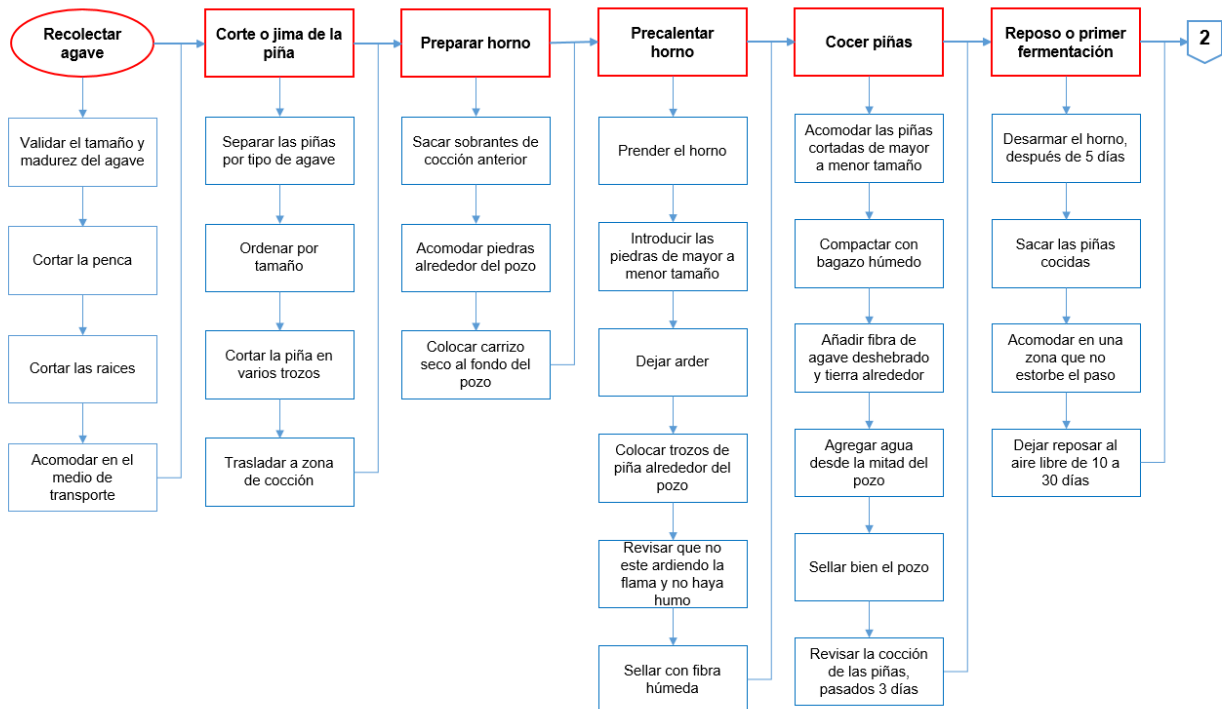 Recolectar
agave
Validar el tamaño y
madurez del agave
Cortar la penca
Cortar las raices
Acomodar en el
medio de
transporte
Corte o jima de la
piña
Separar las piñas
por tipo de agave
Ordenar por
tamaño
Cortar la piña en
varios trozos
Trasladar a zona
de cocción
Preparar horno
Sacar sobrantes de
cocción anterior
Acomodar piedras
alrededor del pozo
Colocar carrizo
seco al fondo del
pozo
Precalentar
horno
Prender el horno
Introducir las
piedras de mayor a
menor tamaño
Dejar arder
Colocar trozos de
piña alrededor del
pozo
Revisar que no
este ardiendo la
flama y no haya
humo
Sellar con fibra
húmeda
Cocer piñas
Acomodar las piñas
cortadas de mayor
a menor tamaño
Compactar con
bagazo húmedo
Añadir fibra de
agave deshebrado
y tierra alrededor
Agregar agua
desde la mitad del
pozo
Sellar bien el pozo
Revisar la cocción
de las piñas,
pasados 3 días
Reposo o primer
fermentación
Desarmar el horno,
después de 5 días
Sacar las piñas
cocidas
Acomodar en una
zona que no
estorbe el paso
Dejar reposar al
aire libre de 10 a
30 días
2